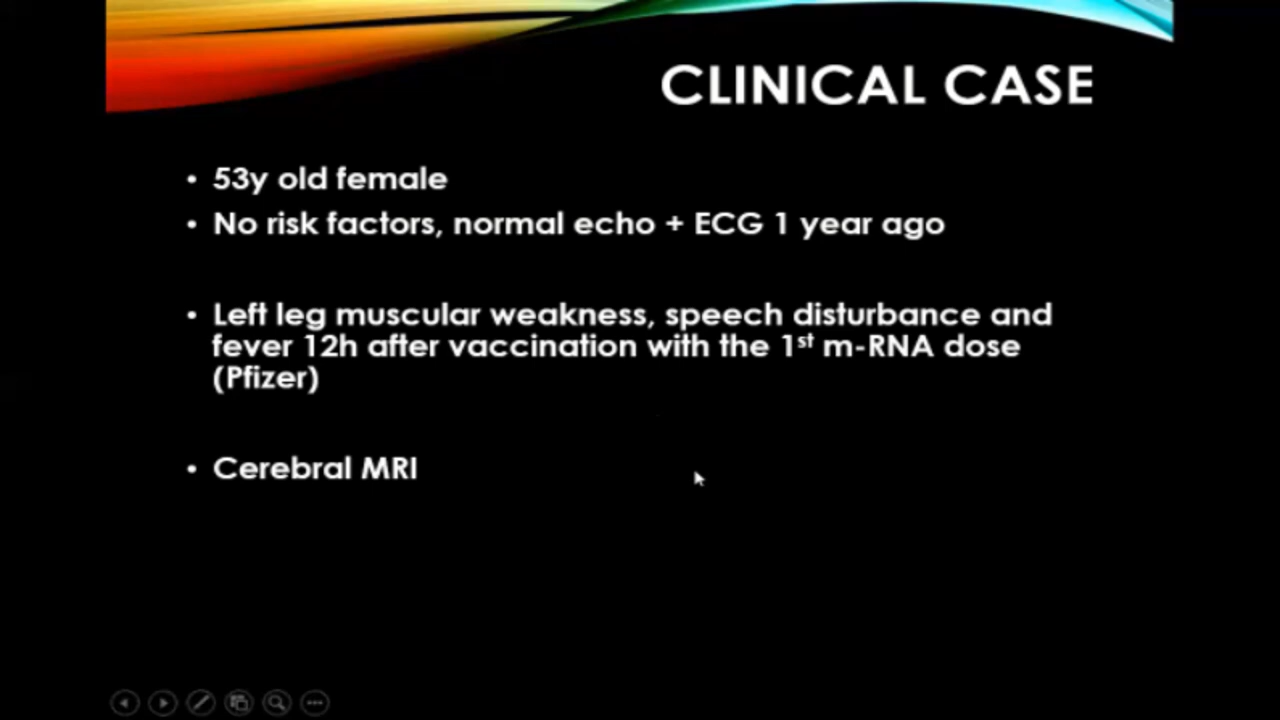 CLINICAL CASE
• 53y old female
• No risk factors, normal echo + ECG 1 year ago
• Left leg muscular weakness, speech disturbance and
fever 12h after vaccination with the 1st m-RNA dose
(Pfizer)
• Cerebral MRI